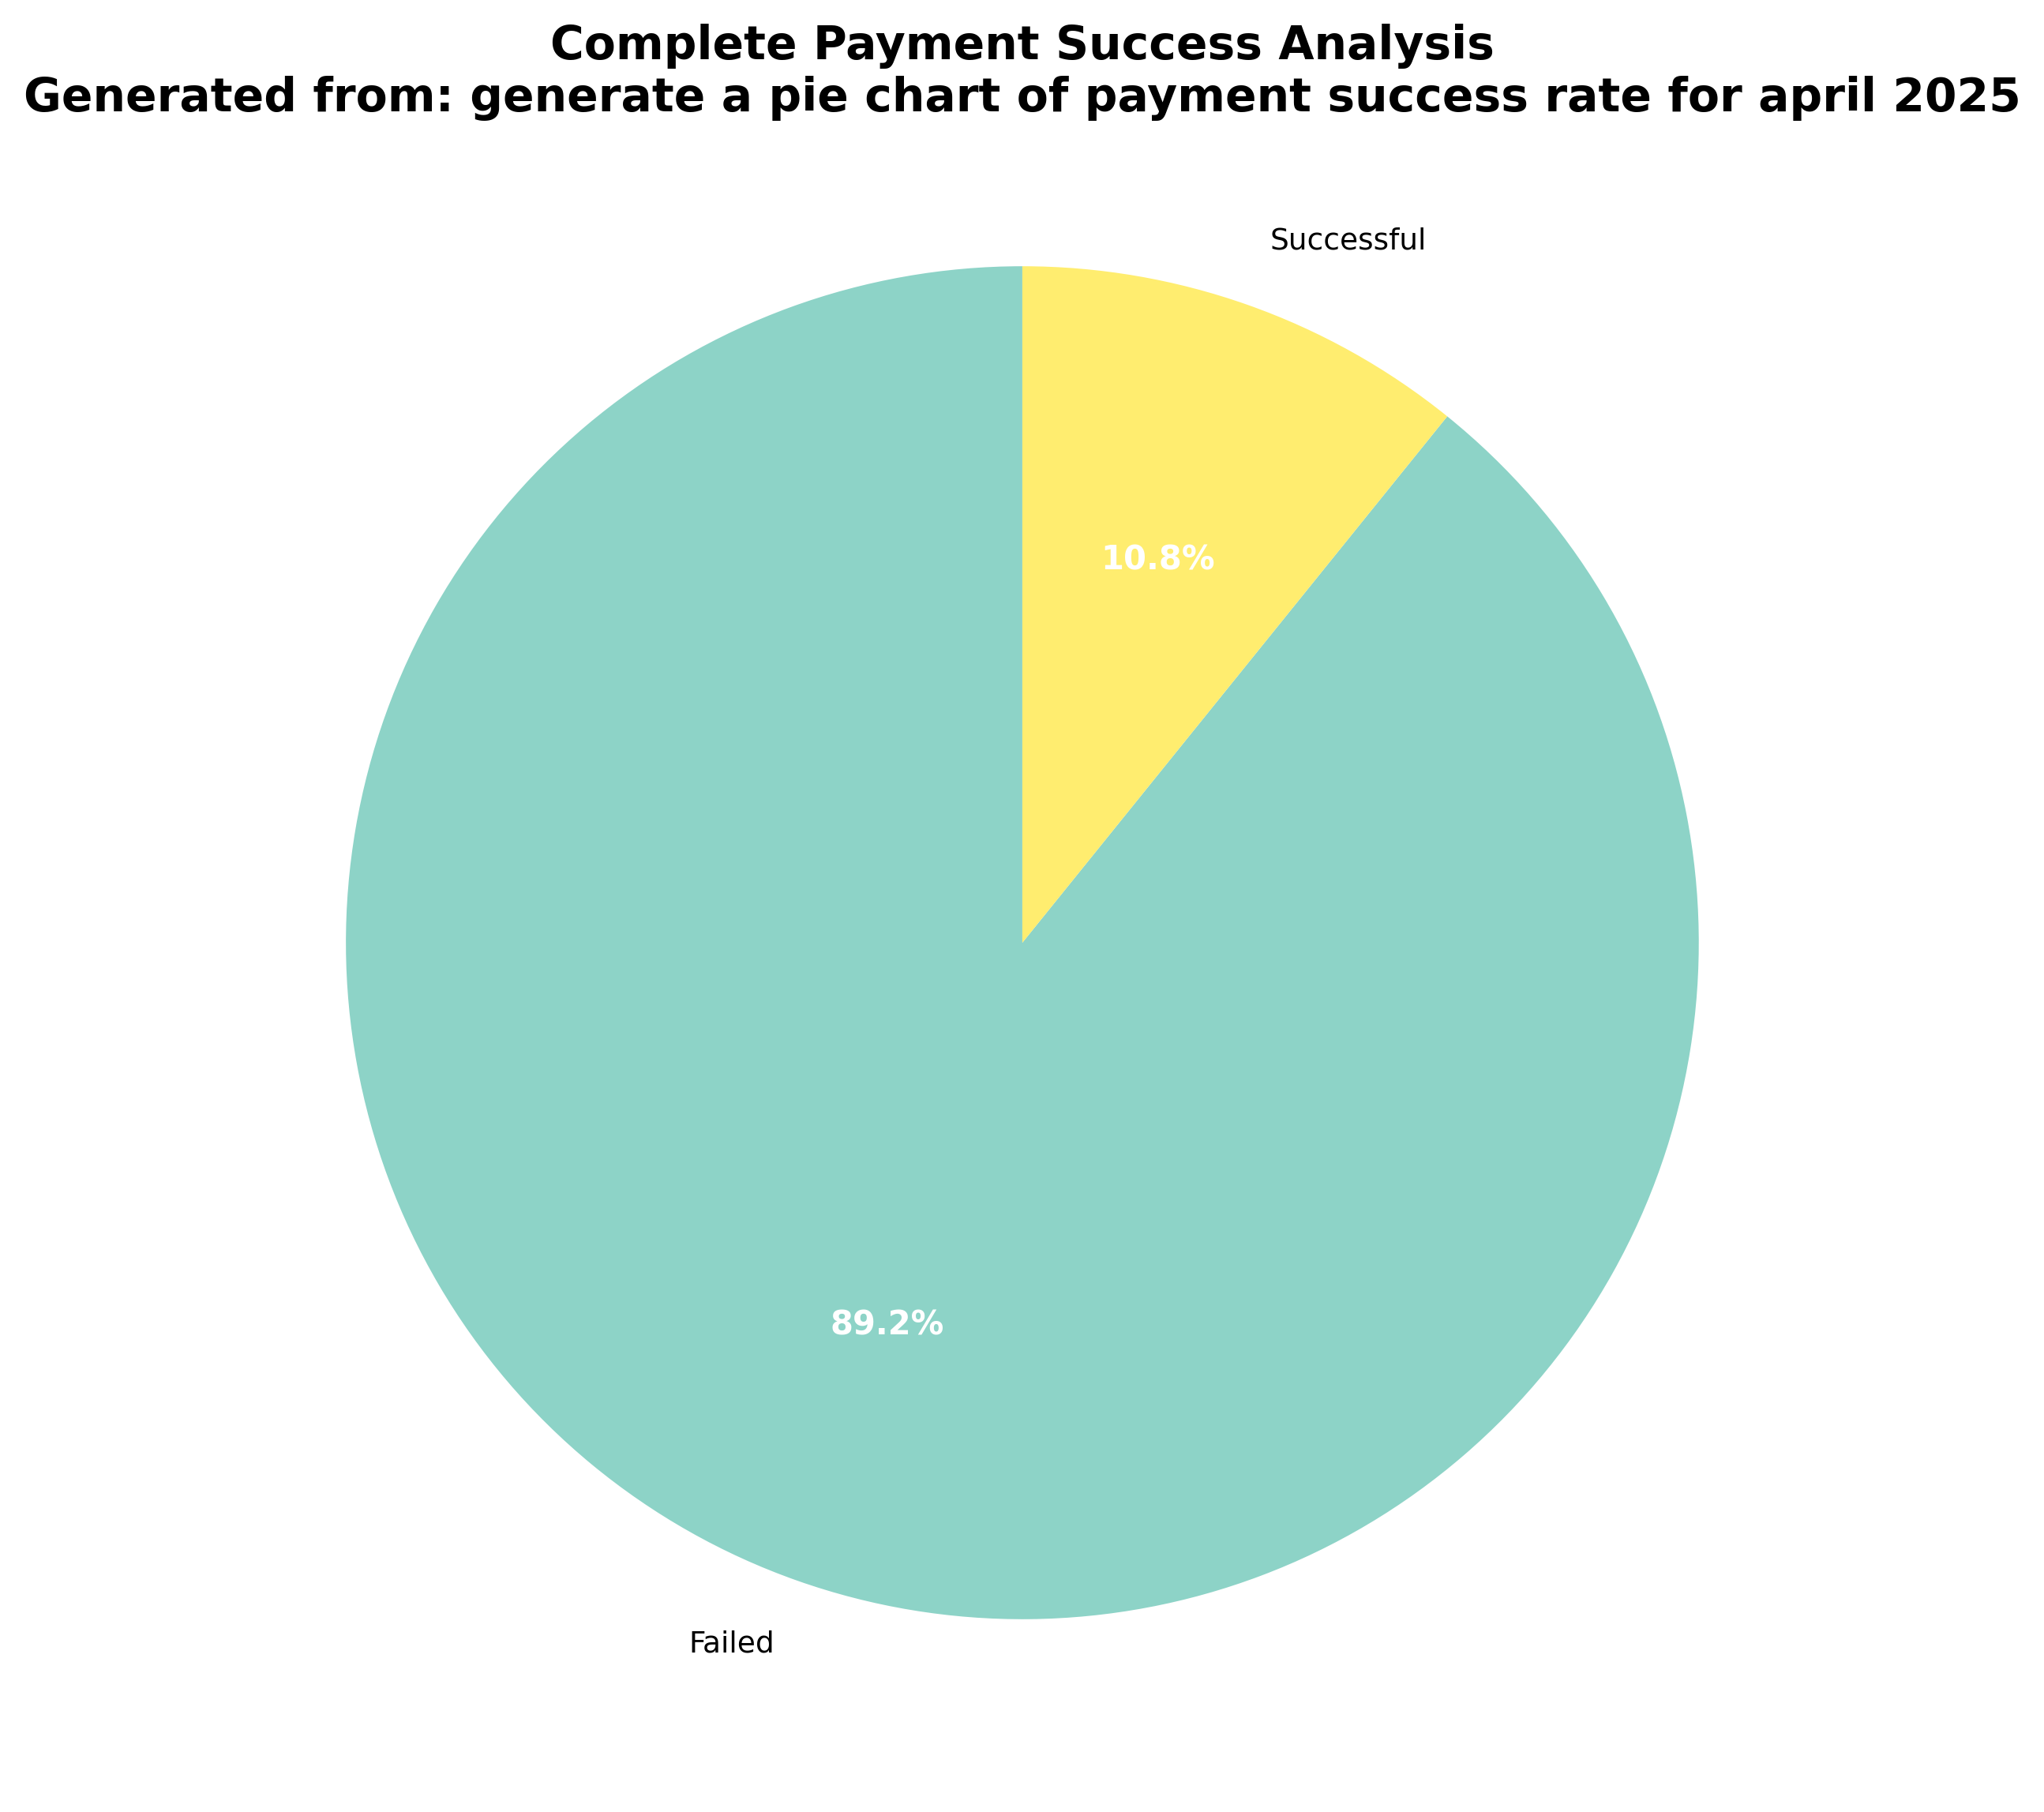 Complete Payment Success Analysis
Generated from: generate a pie chart of payment success rate for april 2025
Successful
10.8%
89.2%
Failed